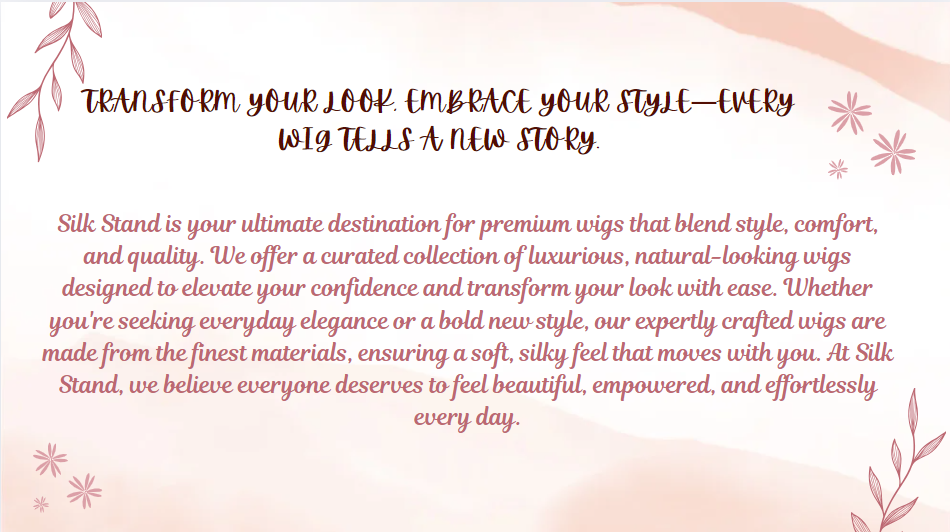 TRANSFORM YOUR LOOK. EMBRACE YOUR STYLE—EVERY
WIG TELLS A NEW STORY.
Silk Stand is your ultimate destination for premium wigs that blend style, comfort,
and quality. We offer a curated collection of luxurious, natural-looking wigs
designed to elevate your confidence and transform your look with ease. Whether
you're seeking everyday elegance or a bold new style, our expertly crafted wigs are
made from the finest materials, ensuring a soft, silky feel that moves with you. At Silk
Stand, we believe everyone deserves to feel beautiful, empowered, and effortlessly
every day.